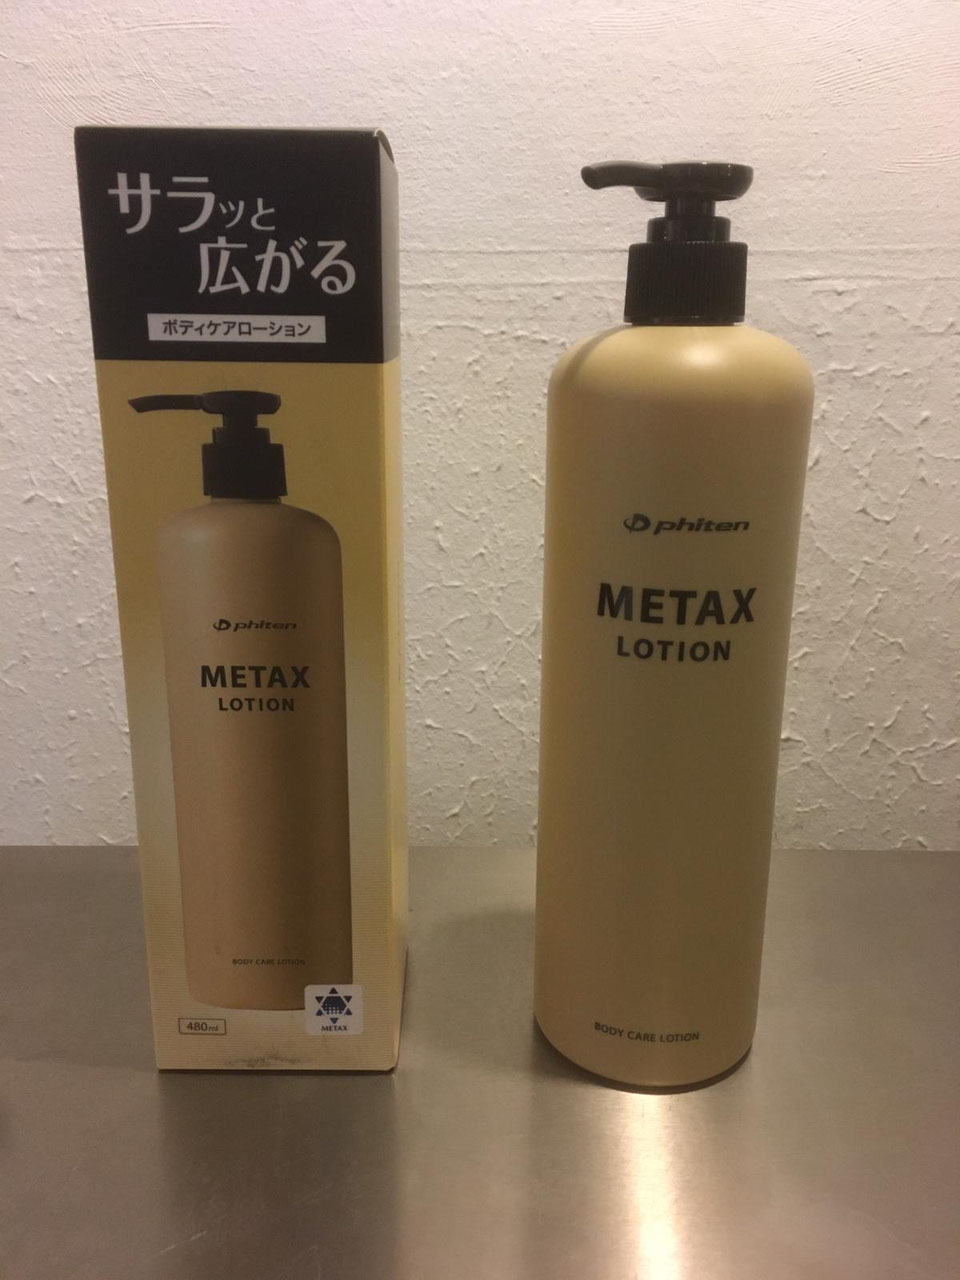 サラッと
広がる
ボディケアローション
phiten
METAX
LOTION
BODY CARE LOTION
480ml
METAX
phiten
METAX
LOTION
BODY CARE LOTION